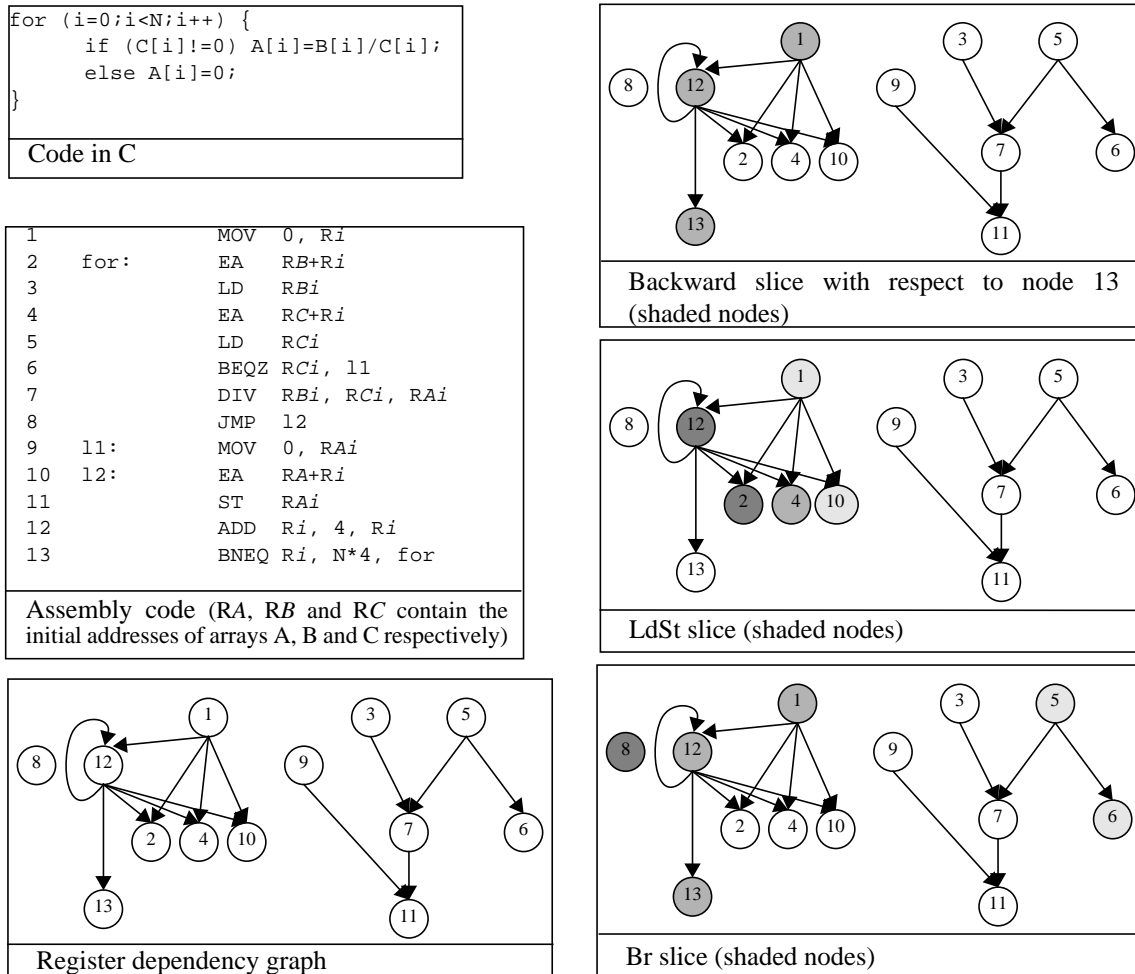 for (i=0;i<N;i++) {
if (C[i]!=0) A[i]=B[i]/C[i];
else A[i]=0;
}
Code in C
1 MOV 0, Ri
2 for: EA RB+Ri
3 LD RBi
4 EA RC+Ri
5 LD RCi
6 BEQZ RCi, l1
7 DIV RBi, RCi, RAi
8 JMP l2
9 l1: MOV 0, RAi
10 l2: EA RA+Ri
11 ST RAi
12 ADD Ri, 4, Ri
13 BNEQ Ri, N*4, for
Assembly code (RA, RB and RC contain the
initial addresses of arrays A, B and C respectively)
1 3 5
8 12 9
2 4 10 7 6
13 11
Register dependency graph
1 3 5
8 12 9
2 4 10 7 6
13 11
Backward slice with respect to node 13
(shaded nodes)
1 3 5
8 12 9
2 4 10 7 6
13 11
LdSt slice (shaded nodes)
1 3 5
8 12 9
2 4 10 7 6
13 11
Br slice (shaded nodes)